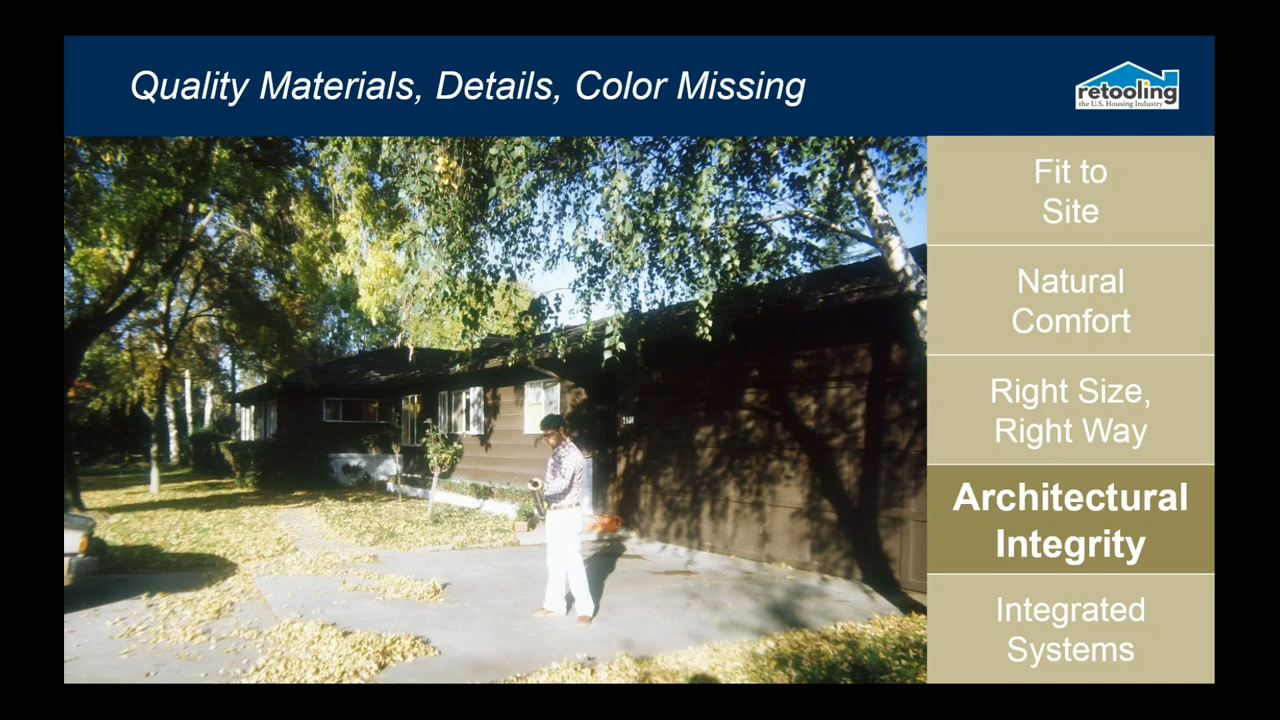 Quality Materials, Details, Color Missing
retooling
the U.S. Housing Industry
Fit to
Site
Natural
Comfort
Right Size,
Right Way
Architectural
Integrity
Integrated
Systems